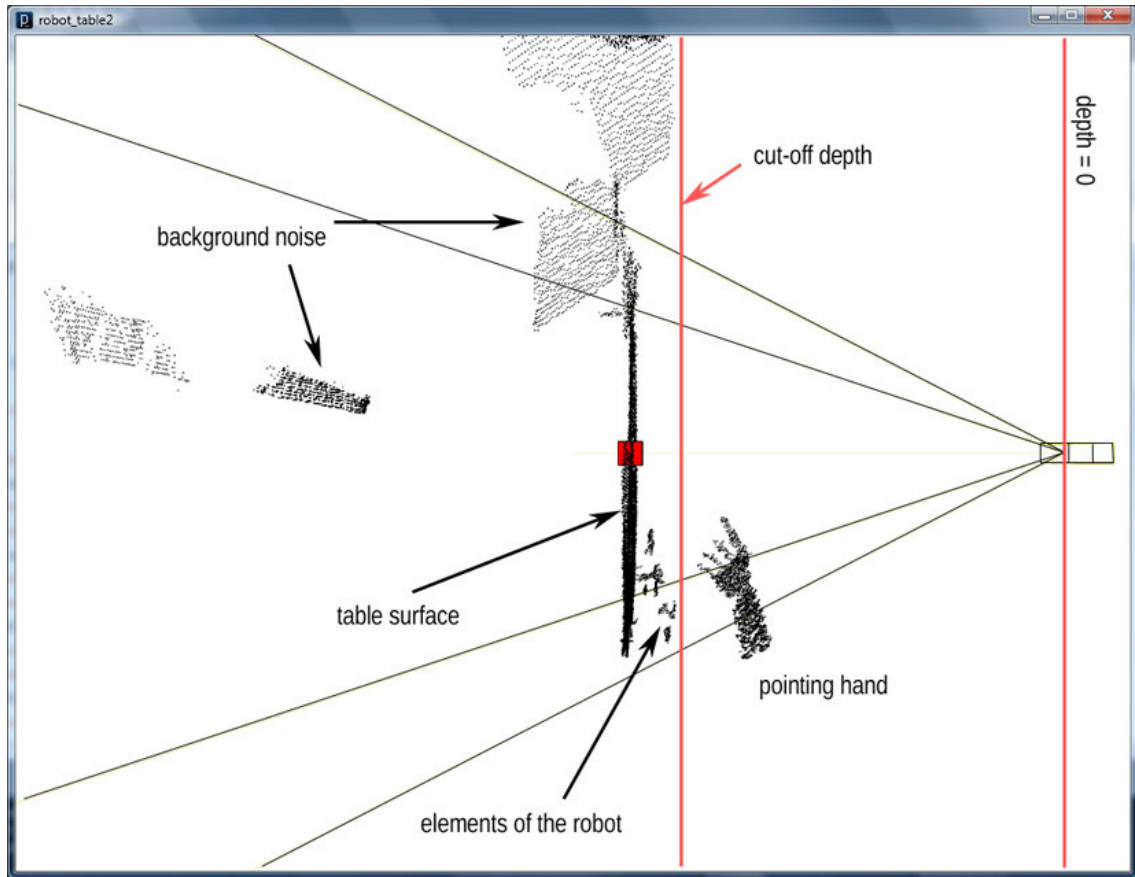 robot_table2
depth = 0
cut-off depth
background noise
table surface
pointing hand
elements of the robot